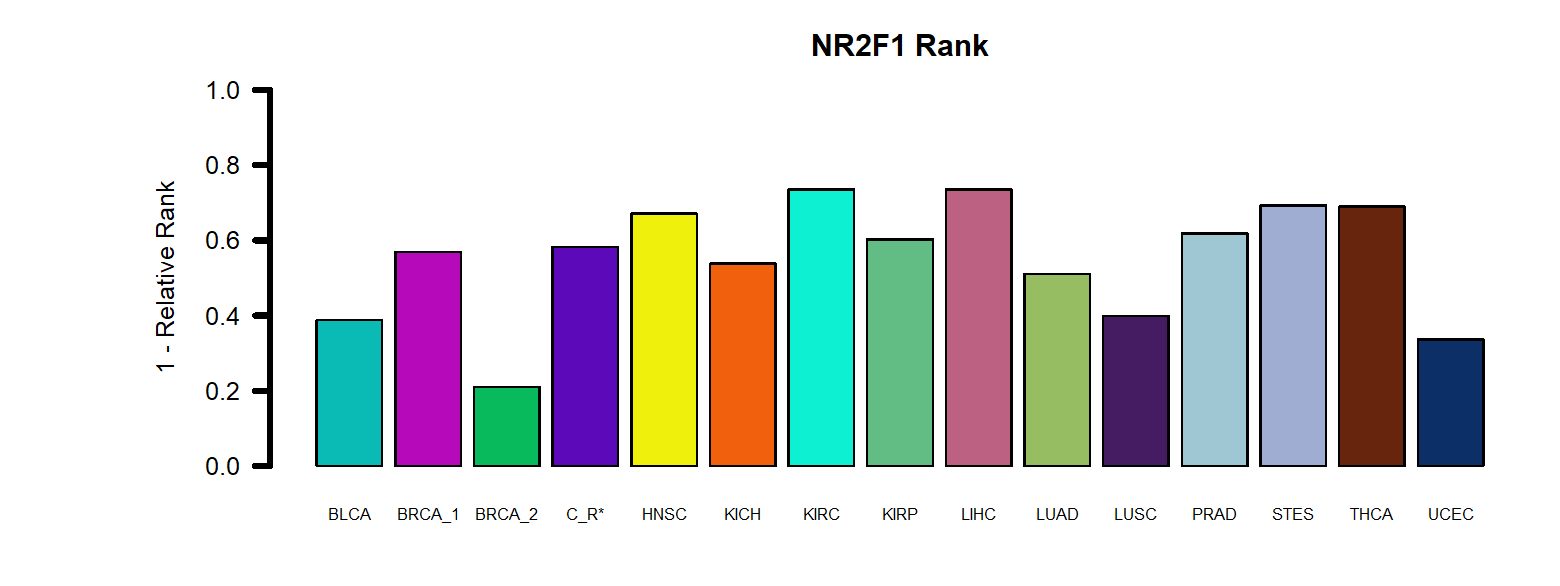 NR2F1 Rank
1 - Relative Rank
1.0
0.8
0.6
0.4
0.2
0.0
BLCA BRCA_1 BRCA_2 C_R* HNSC KICH KIRC KIRP LIHC LUAD LUSC PRAD STES THCA UCEC